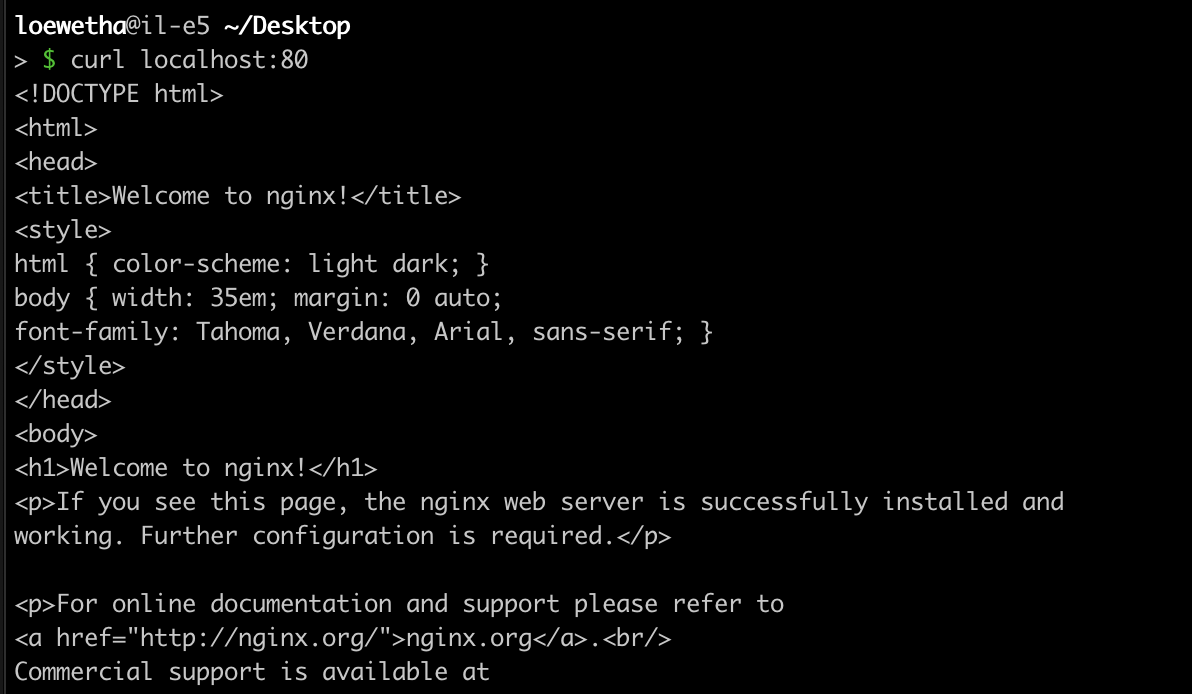 loewetha@il-e5 ~/Desktop
> $ curl localhost:80
<!DOCTYPE html>
<html>
<head>
<title>Welcome to nginx!</title>
<style>
html { color-scheme: light dark; }
body { width: 35em; margin: 0 auto;
font-family: Tahoma, Verdana, Arial, sans-serif; }
</style>
</head>
<body>
<h1>Welcome to nginx!</h1>
<p>If you see this page, the nginx web server is successfully installed and
working. Further configuration is required.</p>

<p>For online documentation and support please refer to
<a href="http://nginx.org/">nginx.org</a>.<br/>
Commercial support is available at